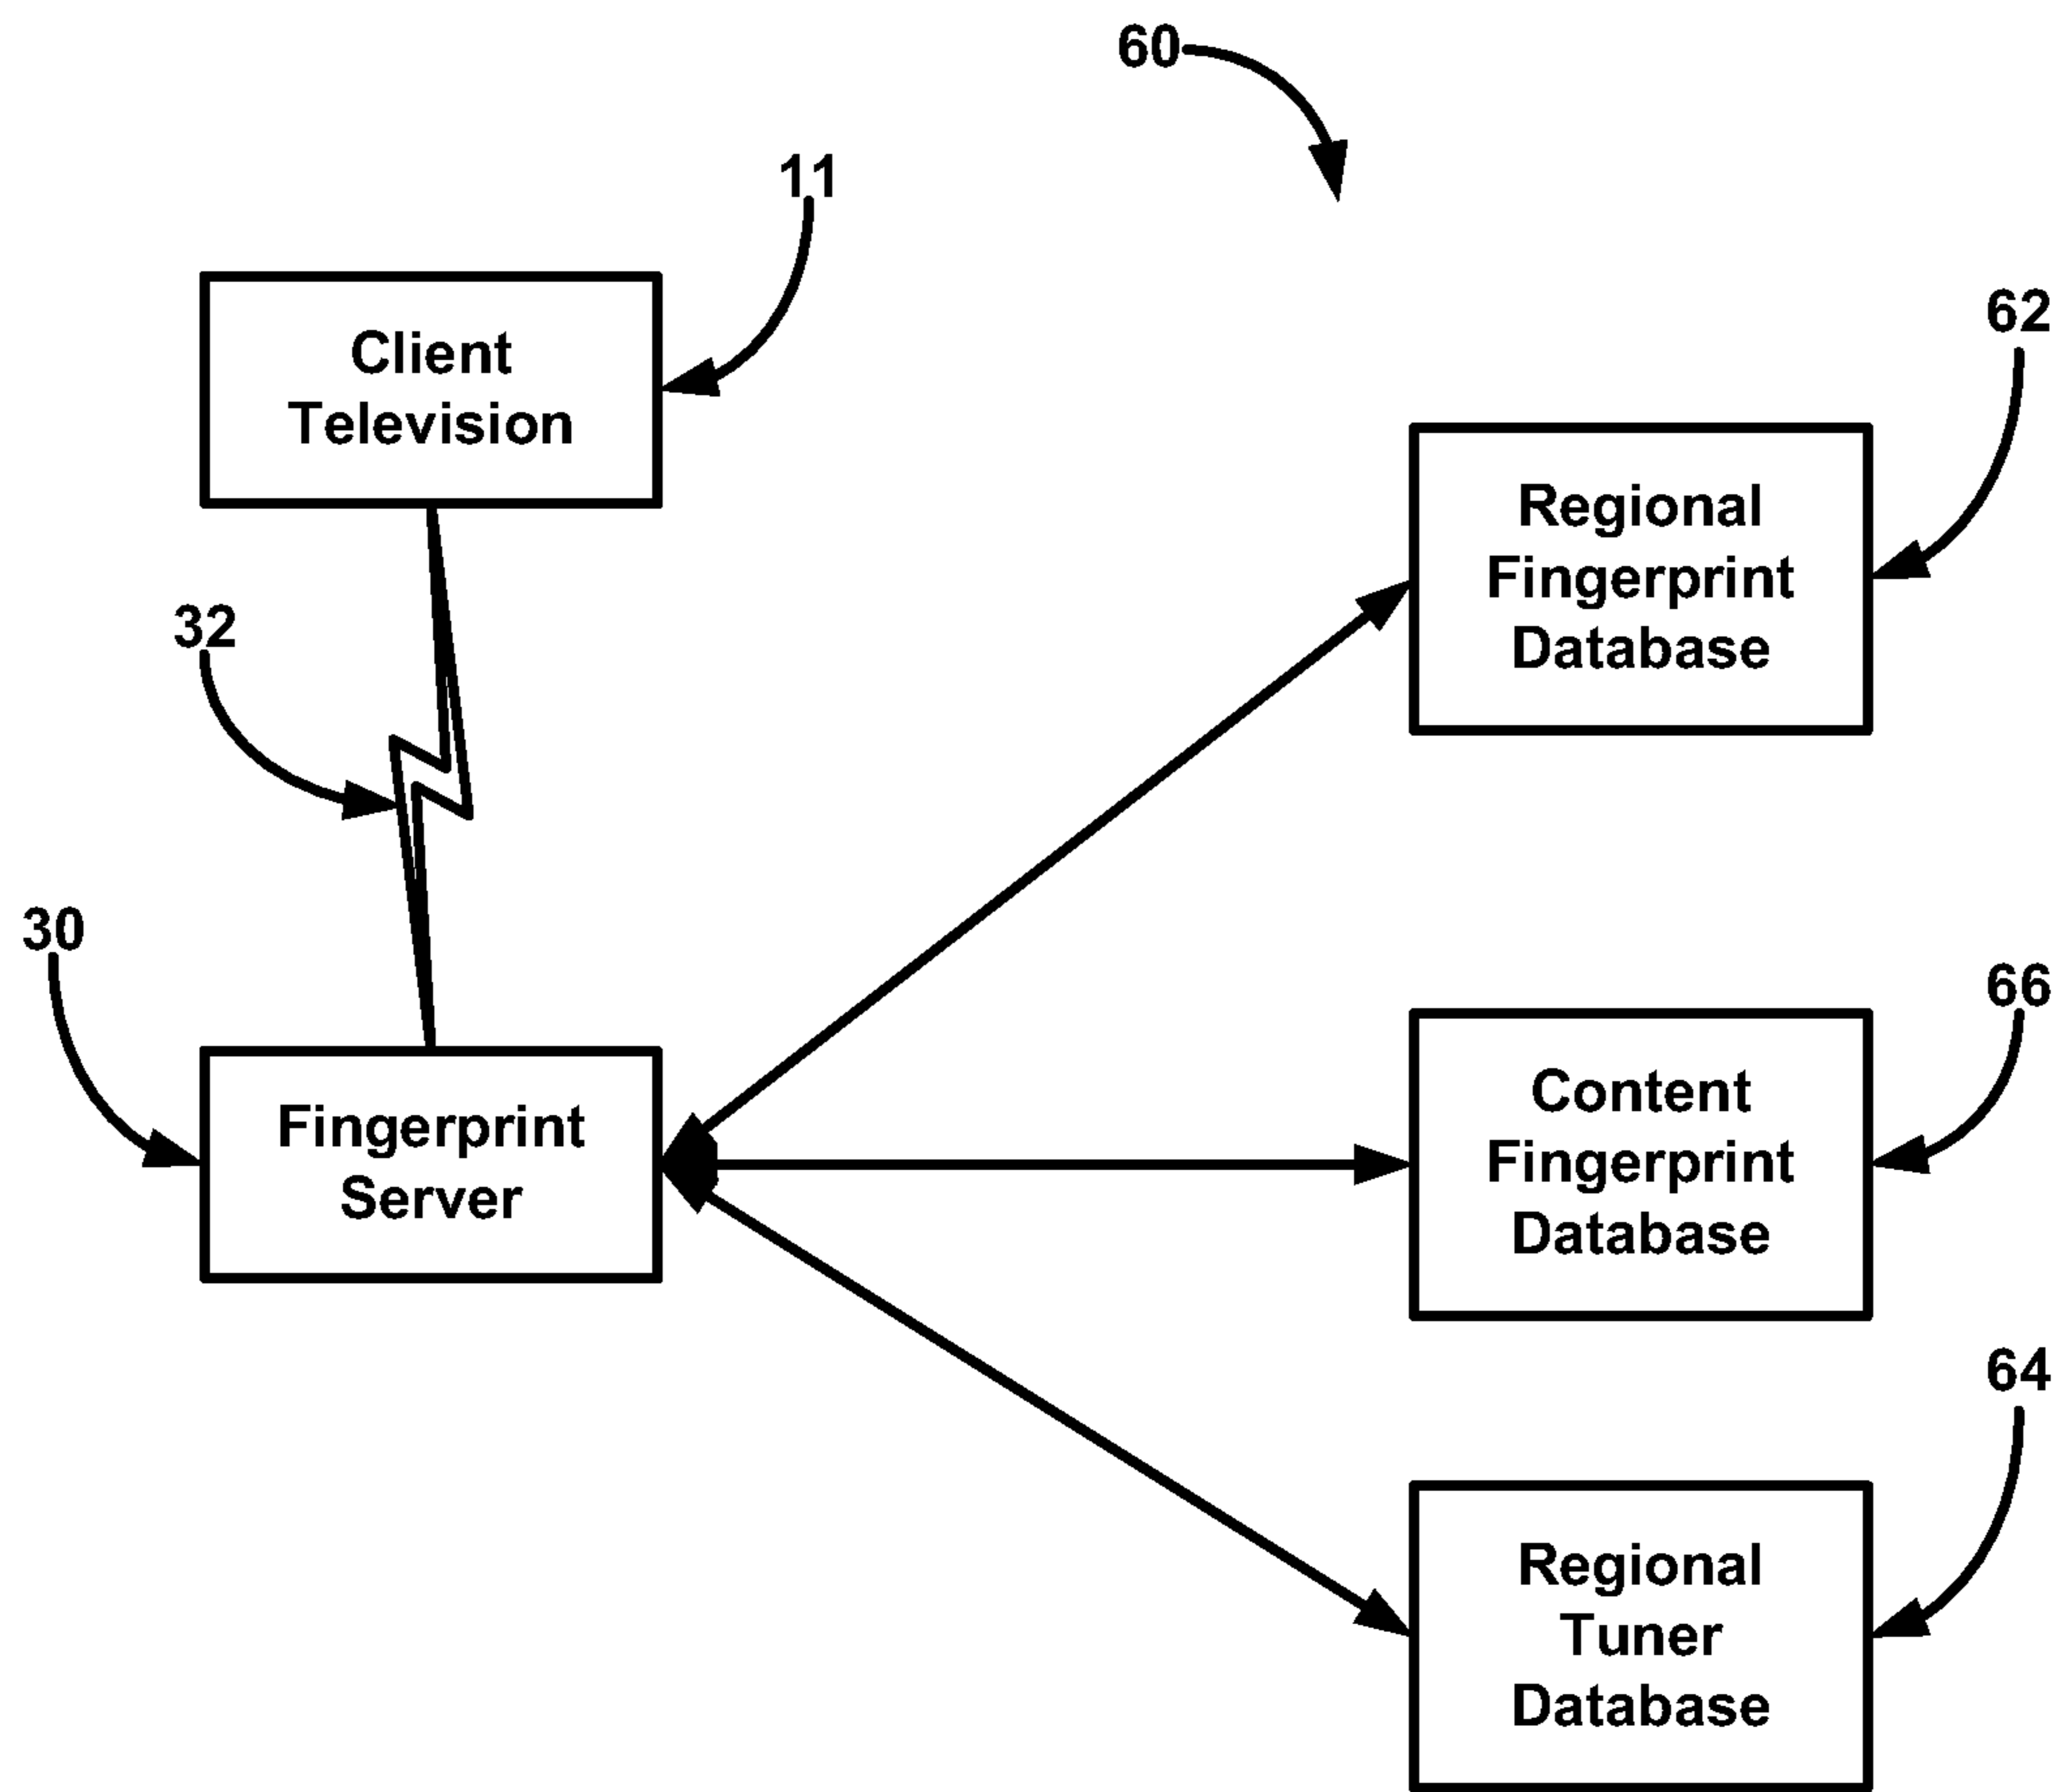 60
11
Client
Television
62
Regional
Fingerprint
Database
32
30
Fingerprint
Server
66
Content
Fingerprint
Database
64
Regional
Tuner
Database